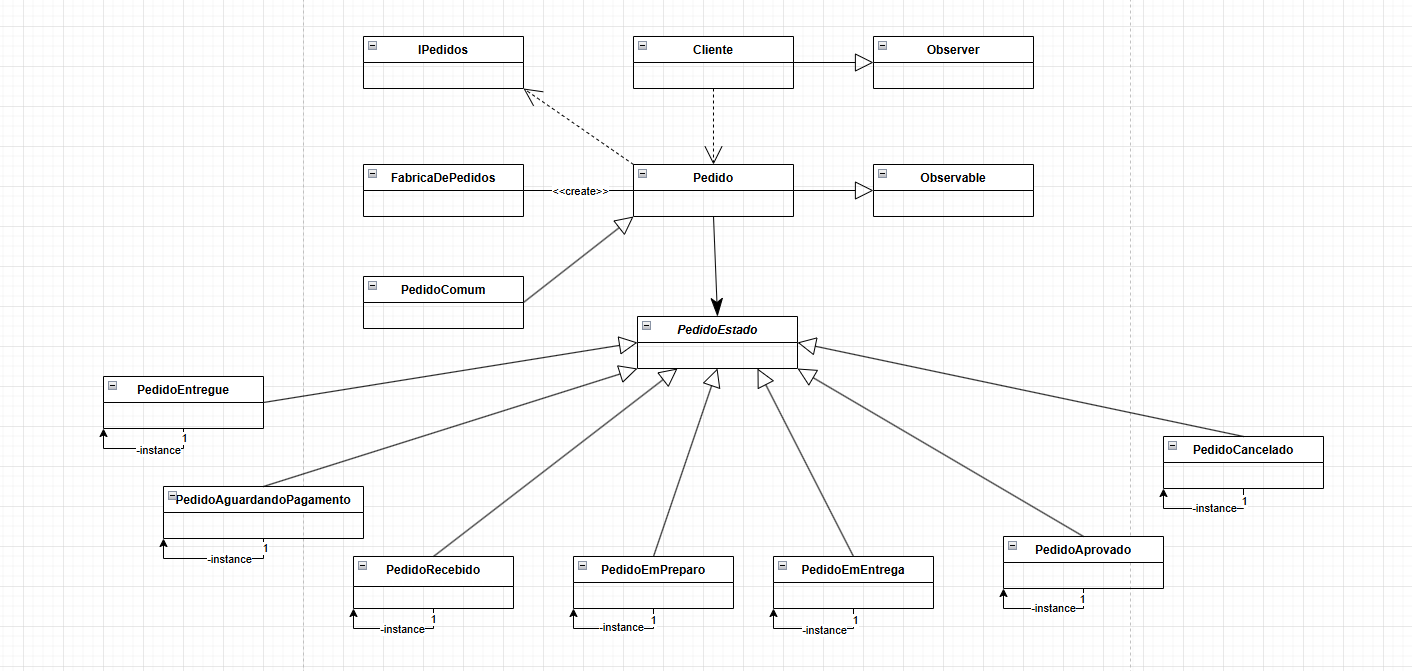 IPedidos
Cliente
Observer
FabricaDePedidos
<<create>>
Pedido
Observable
PedidoComum
PedidoEstado
PedidoEntregue
1
-instance
PedidoCancelado
1
-instance
PedidoAguardandoPagamento
1
-instance
PedidoRecebido
1
-instance
PedidoEmPreparo
1
-instance
PedidoEmEntrega
1
-instance
PedidoAprovado
1
-instance